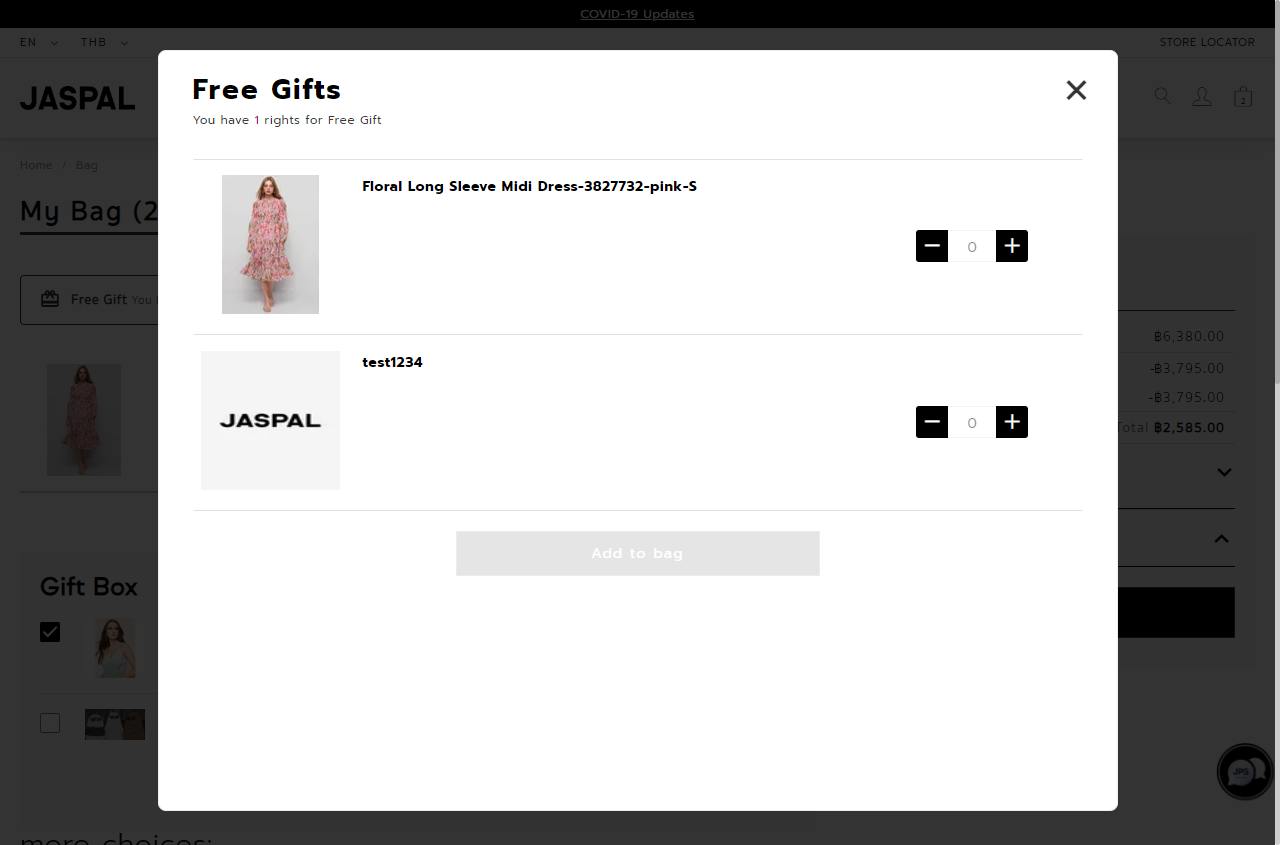 COVID-19 Updates
EN THB STORE LOCATOR
JASPAL
2
Home / Bag
My Bag (2
Free Gift You
Free Gifts
You have 1 rights for Free Gift
Floral Long Sleeve Midi Dress-3827732-pink-S
0
JASPAL
test1234
0
Add to bag
฿6,380.00
-฿3,795.00
-฿3,795.00
Total ฿2,585.00
Gift Box
JPS
more choices: